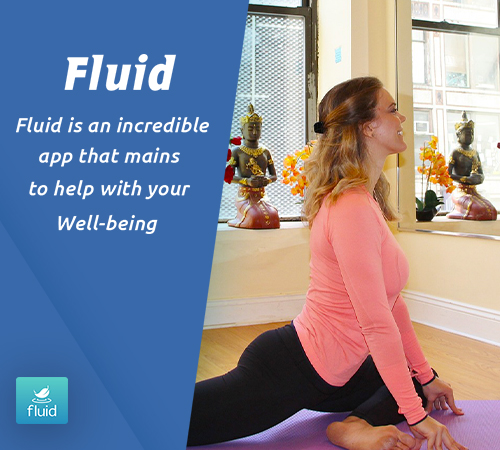 Fluid
Fluid is an incredible
app that mains
to help with your
Well-being
fluid